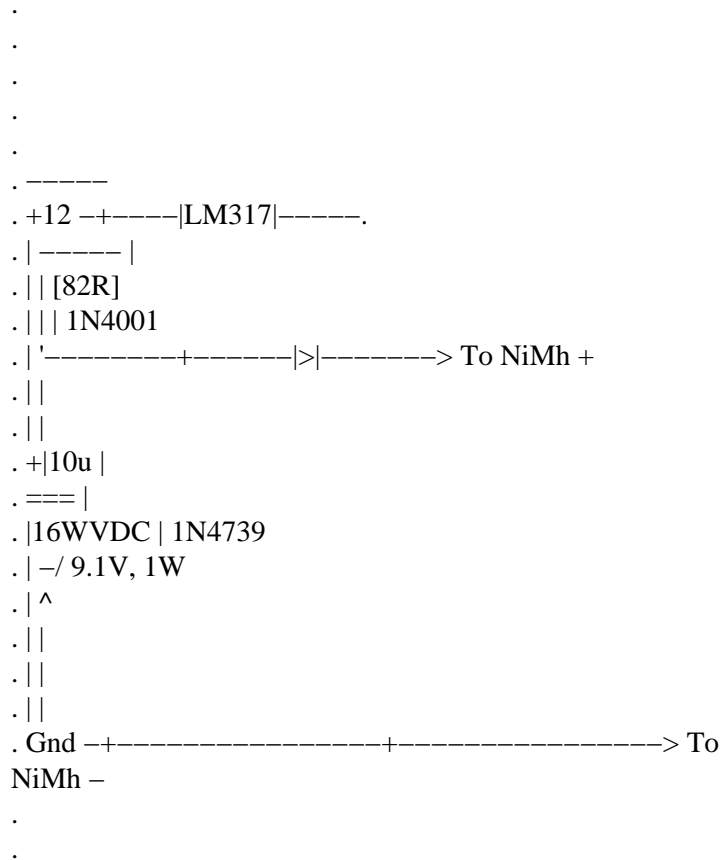 .
.
.
.
.
. −−−−−
. +12 −+−−−−|LM317|−−−−−.
. | −−−−− |
. | | [82R]
. | | | 1N4001
. | '−−−−−−−−+−−−−−−|>|−−−−−−−> To NiMh +
. | |
. | |
. +|10u |
. === |
. |16WVDC | 1N4739
. | −/ 9.1V, 1W
. | ^
. | |
. | |
. | |
. Gnd −+−−−−−−−−−−−−−−−−+−−−−−−−−−−−−−−−−> To
NiMh −
.
.